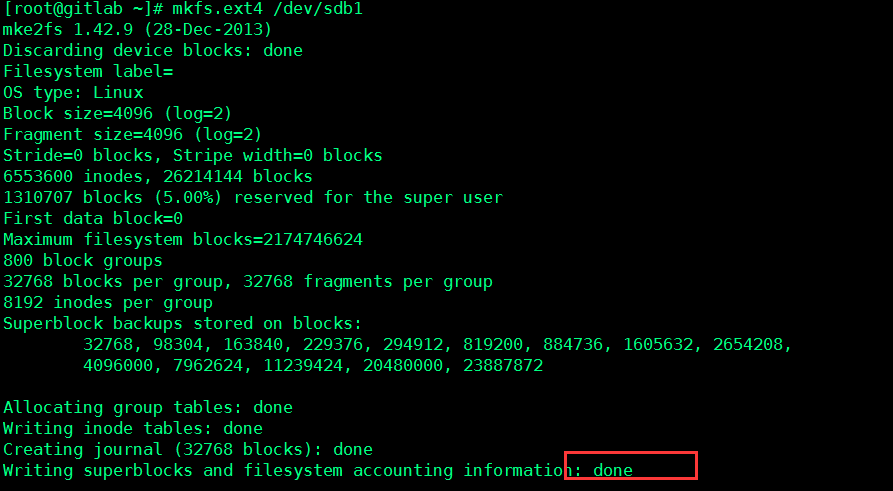 [root@gitlab ~]# mkfs.ext4 /dev/sdb1
mke2fs 1.42.9 (28-Dec-2013)
Discarding device blocks: done
Filesystem label=
OS type: Linux
Block size=4096 (log=2)
Fragment size=4096 (log=2)
Stride=0 blocks, Stripe width=0 blocks
6553600 inodes, 26214144 blocks
1310707 blocks (5.00%) reserved for the super user
First data block=0
Maximum filesystem blocks=2174746624
800 block groups
32768 blocks per group, 32768 fragments per group
8192 inodes per group
Superblock backups stored on blocks:
32768, 98304, 163840, 229376, 294912, 819200, 884736, 1605632, 2654208,
4096000, 7962624, 11239424, 20480000, 23887872
Allocating group tables: done
Writing inode tables: done
Creating journal (32768 blocks): done
Writing superblocks and filesystem accounting information: done